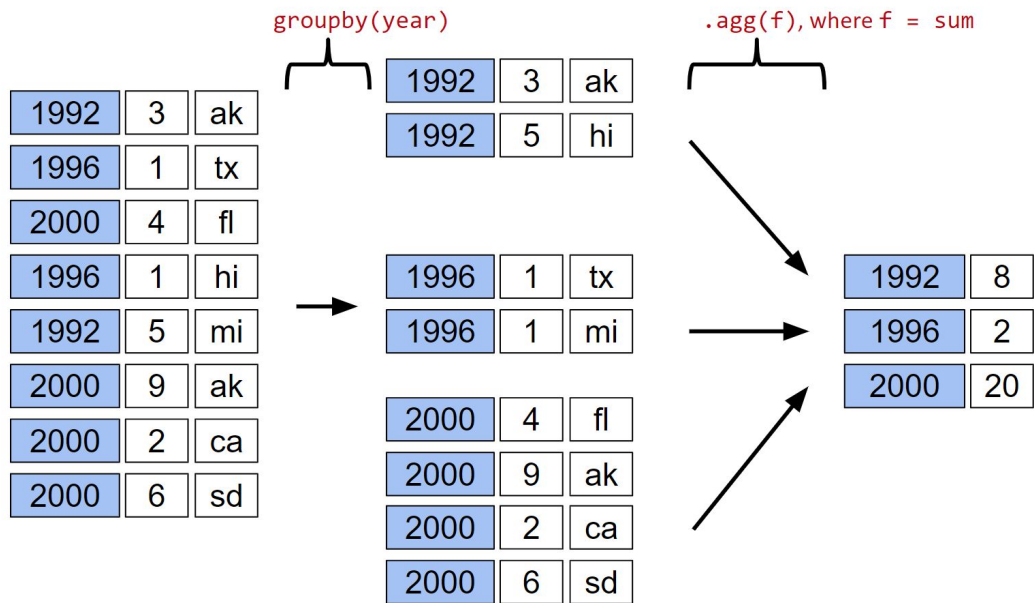 groupby(year)
.agg(f), where f = sum
1992 3 ak
1996 1 tx
2000 4 fl
1996 1 hi
1992 5 mi
2000 9 ak
2000 2 ca
2000 6 sd
1992 3 ak
1992 5 hi
1996 1 tx
1996 1 mi
2000 4 fl
2000 9 ak
2000 2 ca
2000 6 sd
1992 8
1996 2
2000 20